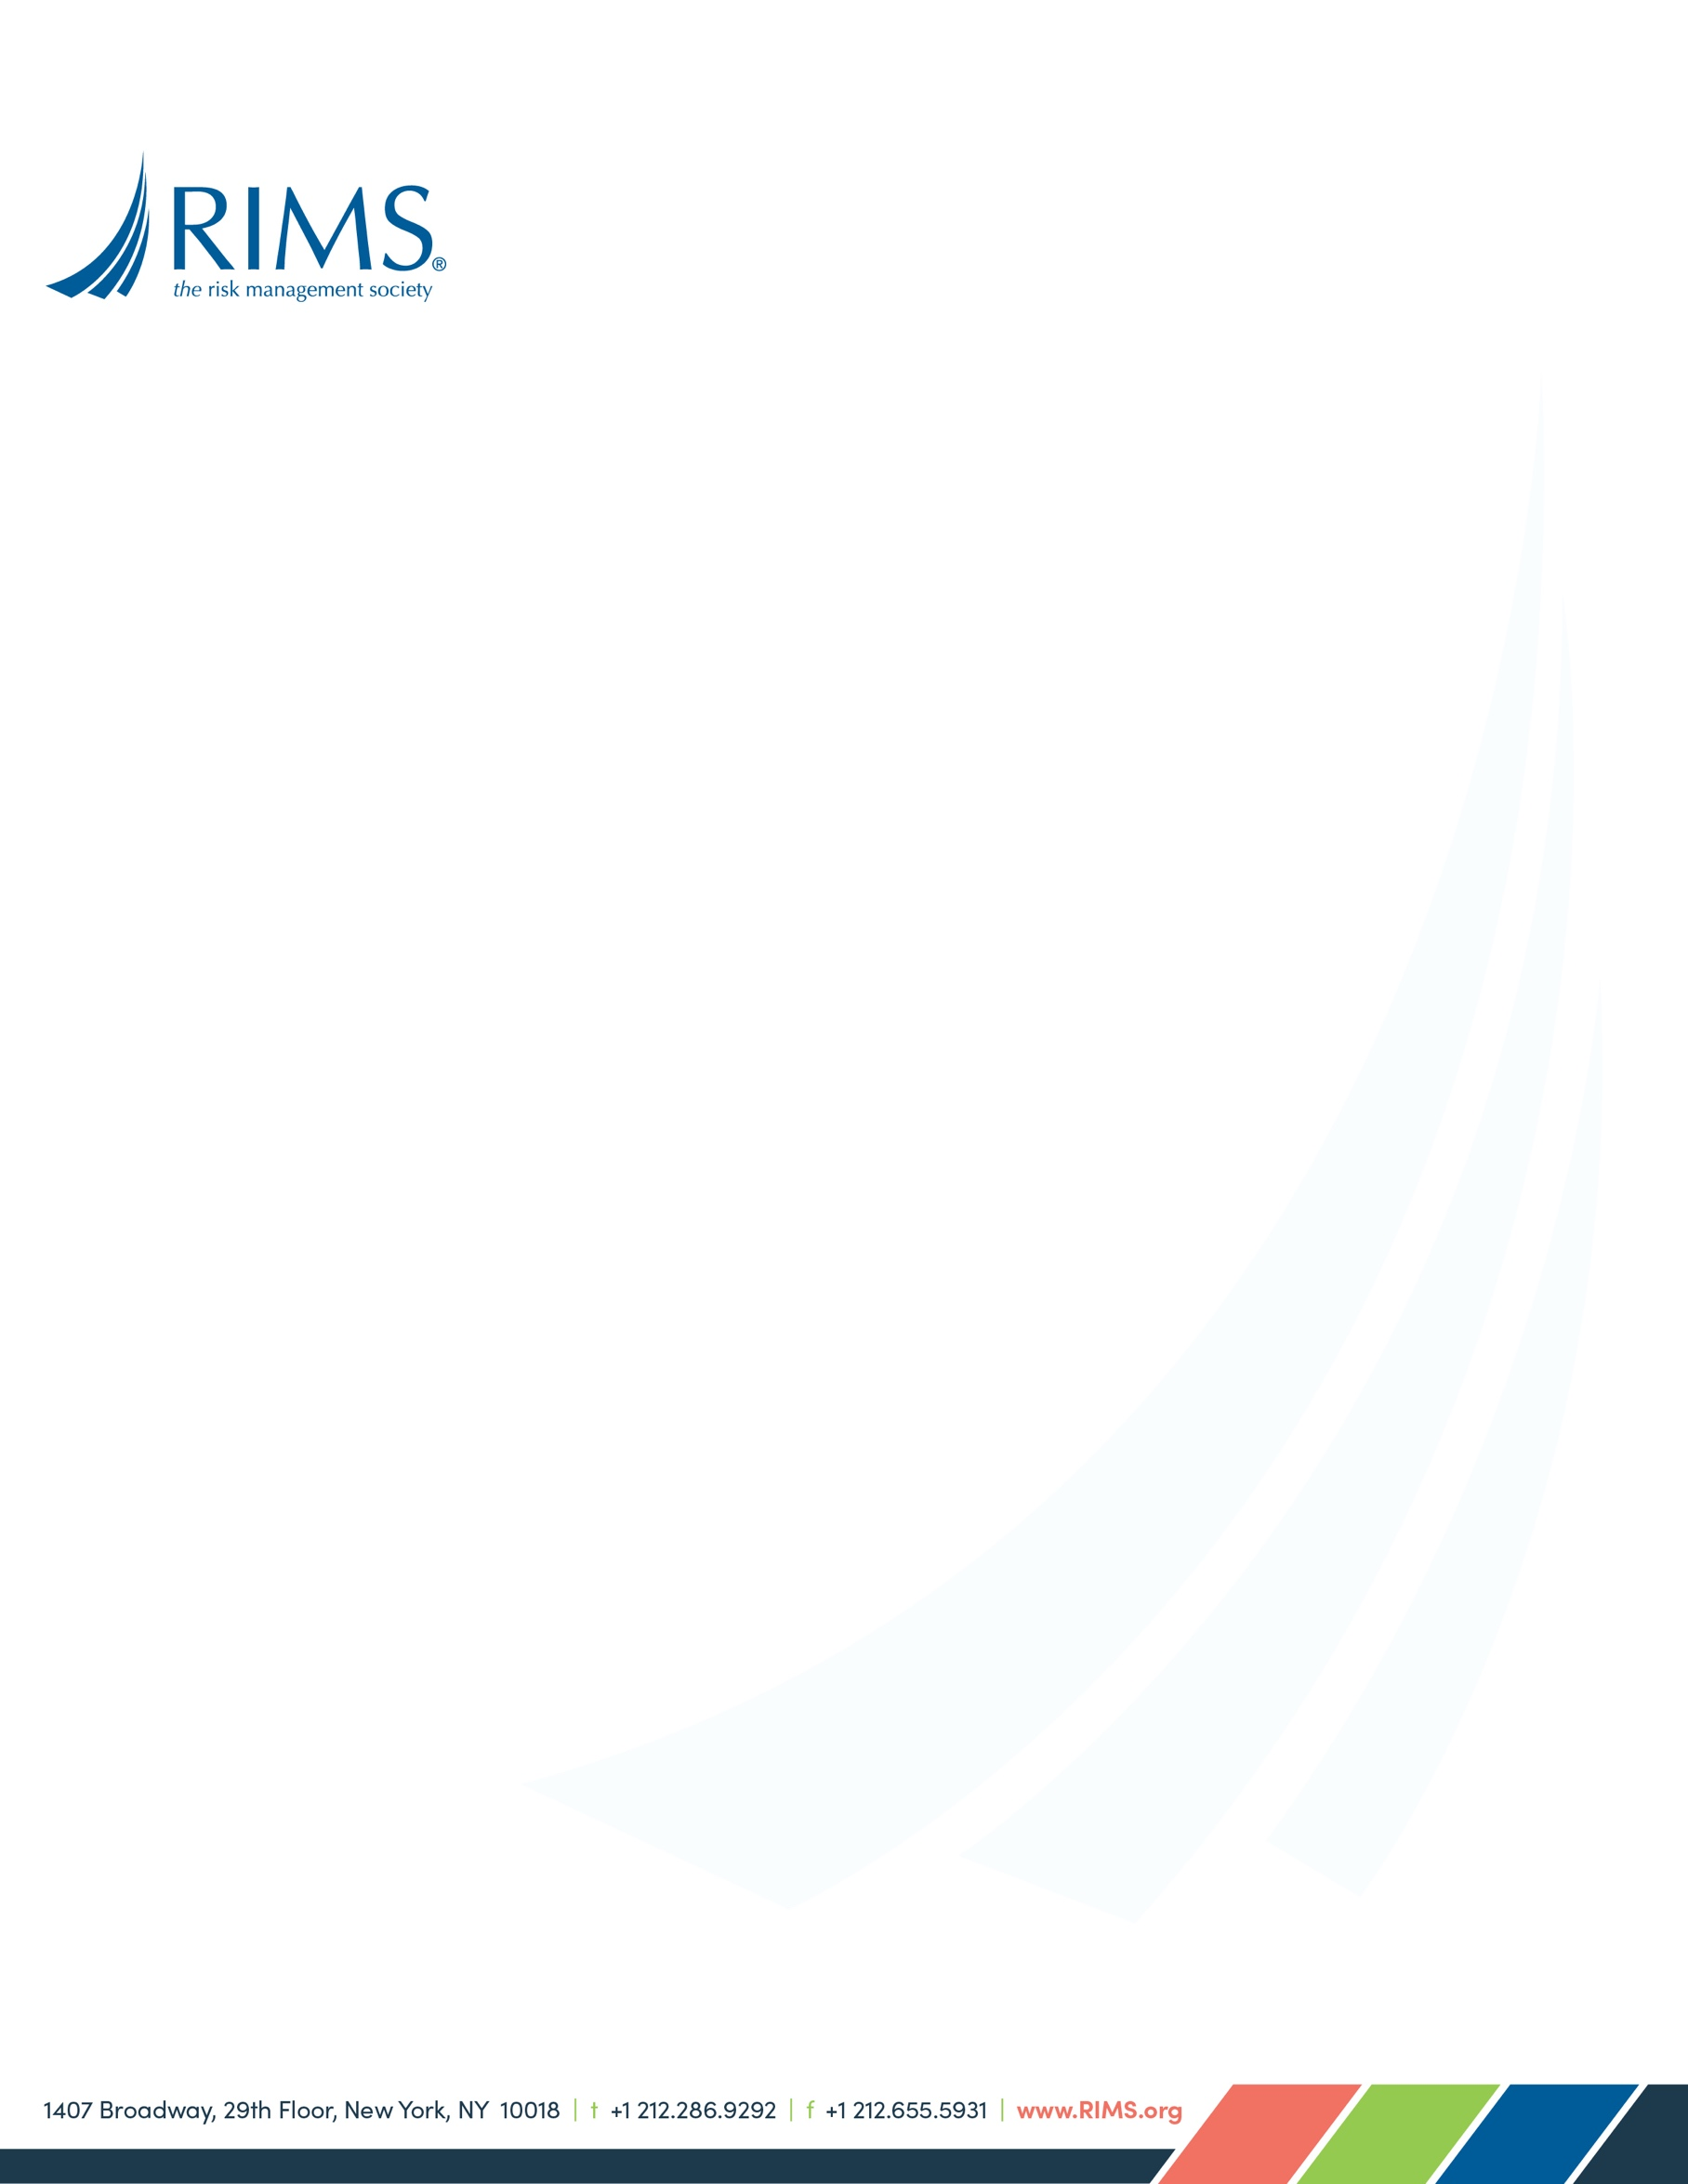 RIMS®
the risk management society
1407 Broadway, 29th Floor, New York, NY 10018 | t +1 212.286.9292 | f +1 212.655.5931 | www.RIMS.org